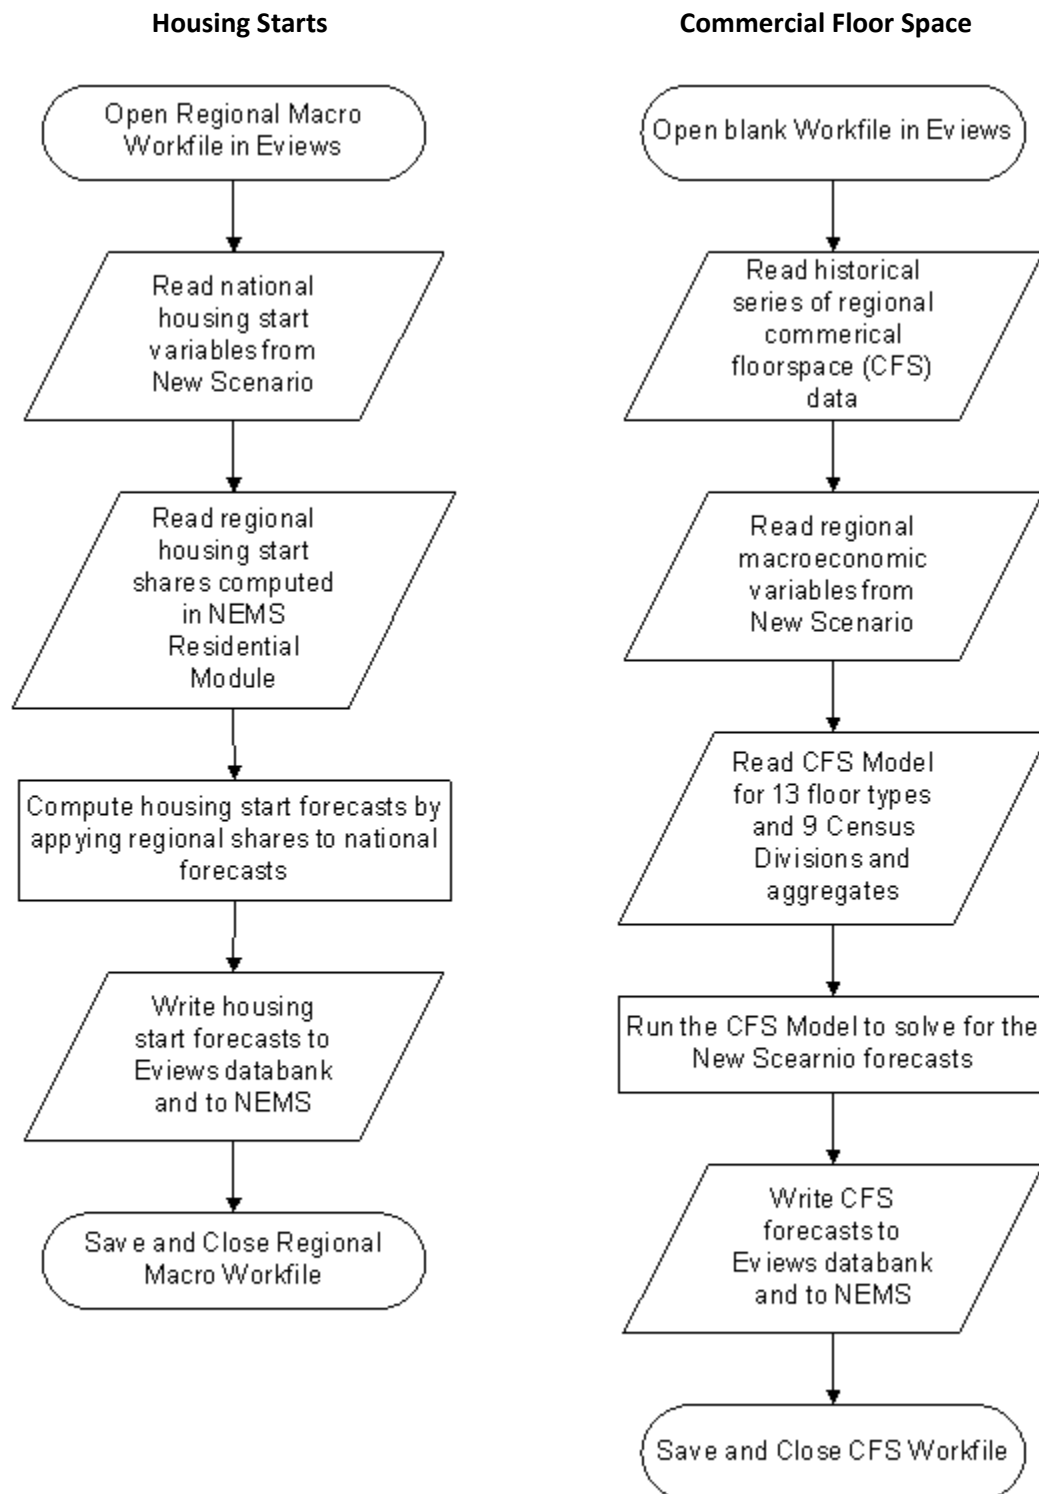 Housing Starts
Open Regional Macro
Workfile in Eviews
Read national
housing start
variables from
New Scenario
Read regional
housing start
shares computed
in NEMS
Residential
Module
Compute housing start forecasts by
applying regional shares to national
forecasts
Write housing
start forecasts to
Eviews databank
and to NEMS
Save and Close Regional
Macro Workfile
Commercial Floor Space
Open blank Workfile in Eviews
Read historical
series of regional
commerical
floorspace (CFS)
data
Read regional
macroeconomic
variables from
New Scenario
Read CFS Model
for 13 floor types
and 9 Census
Divisions and
aggregates
Run the CFS Model to solve for the
New Scearnio forecasts
Write CFS
forecasts to
Eviews databank
and to NEMS
Save and Close CFS Workfile